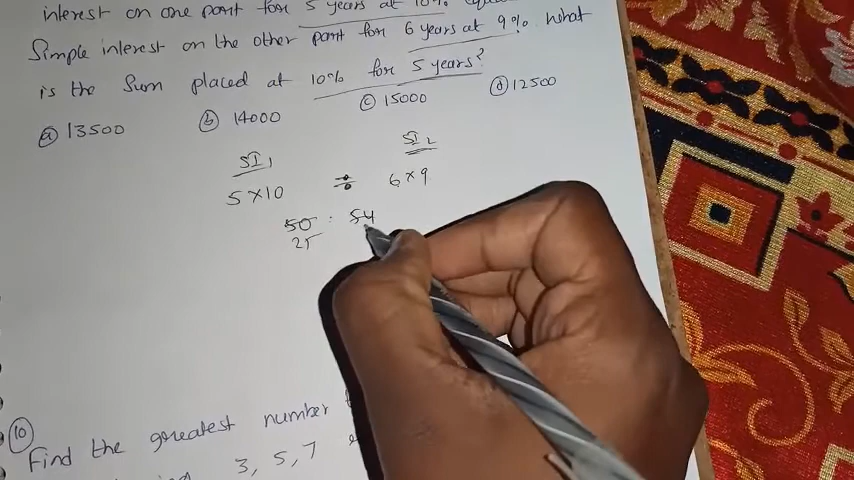 interest on one part for 5 years at 10%
Simple interest on the other part for 6 years at 9% what
is the Sum placed at 10% for 5 years?
(a) 13500 (b) 14000 (c) 15000 (d) 12500
SI1 SI2
5×10 ÷ 6×9
50 : 54
25
(10) Find the greatest number
3, 5, 7